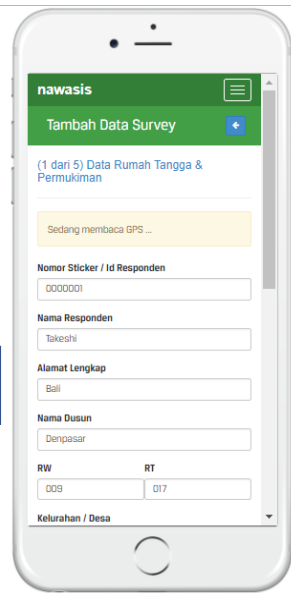 nawasis
Tambah Data Survey
(1 dari 5) Data Rumah Tangga &
Permukiman
Sedang membaca GPS ...
Nomor Sticker / Id Responden
0000001
Nama Responden
Takeshi
Alamat Lengkap
Bali
Nama Dusun
Denpasar
RW RT
009 017
Kelurahan / Desa